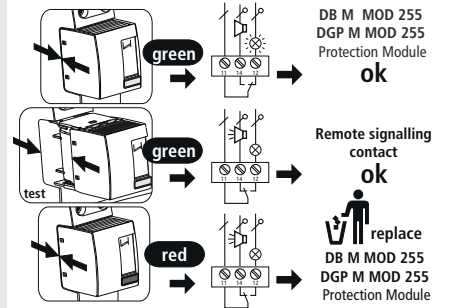 green
11 14 12
DB M MOD 255
DGP M MOD 255
Protection Module
ok
test
green
11 14 12
Remote signalling
contact
ok
red
11 14 12
replace
DB M MOD 255
DGP M MOD 255
Protection Module